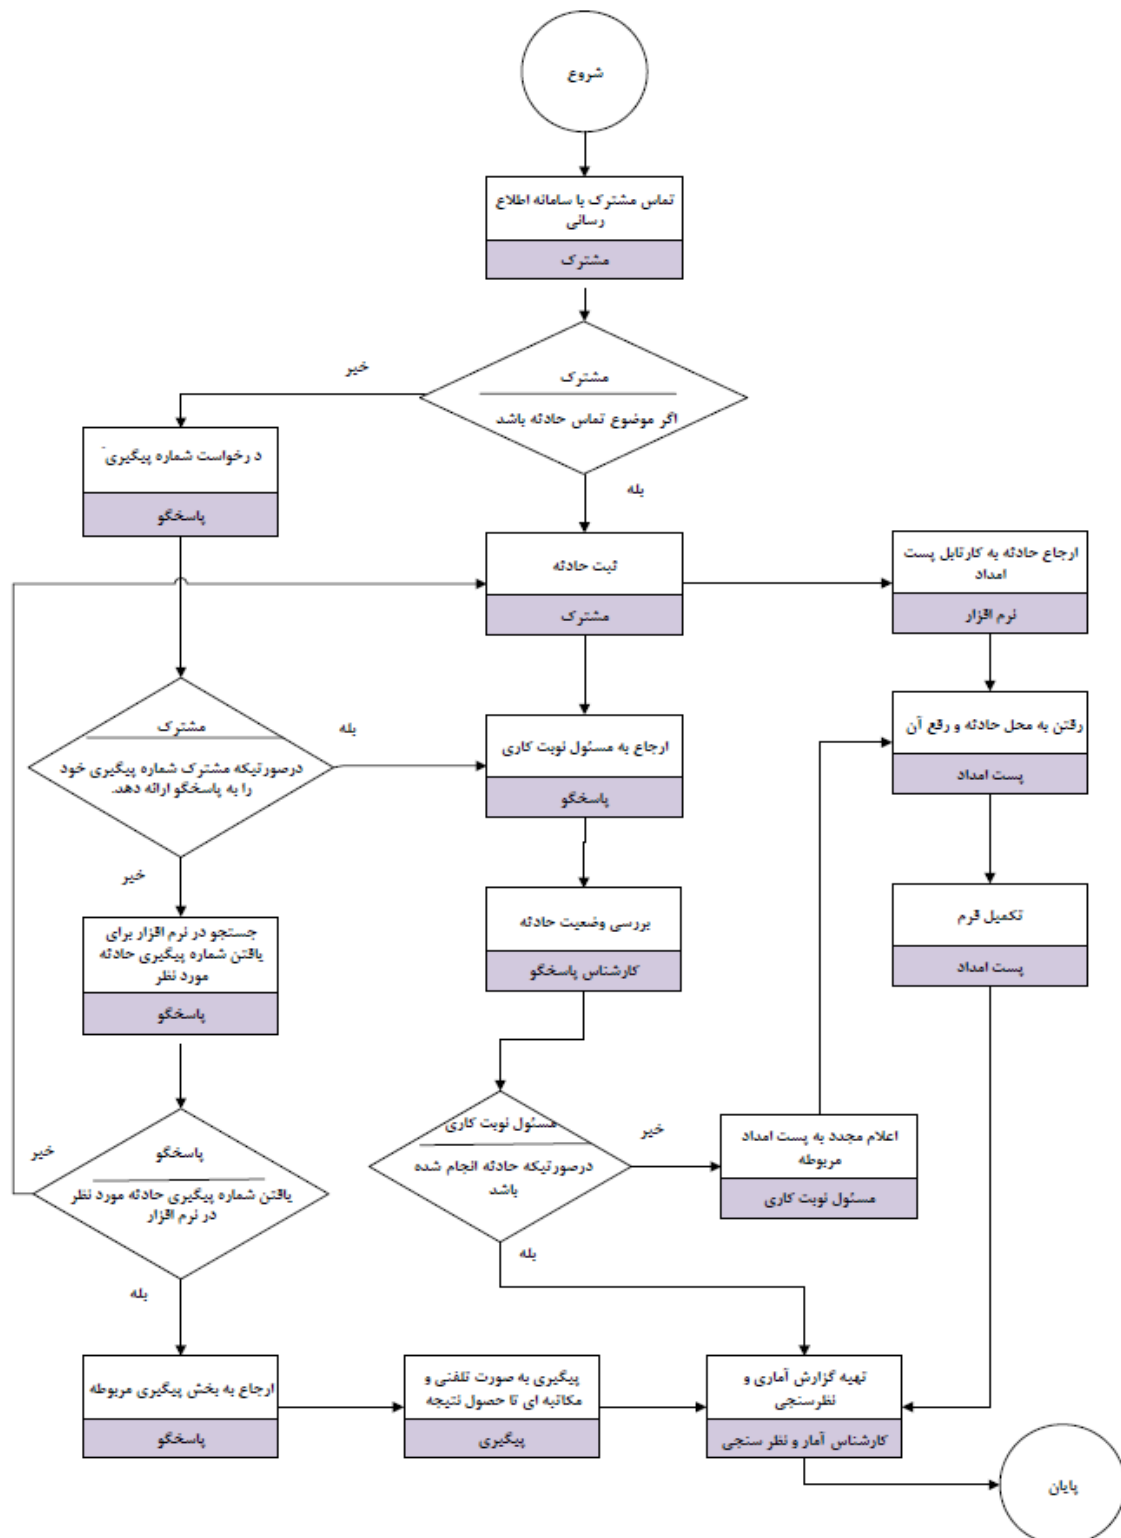 شروع
تماس مشترک با سامانه اطلاع
رسانی
مشترک
مشترک
اگر موضوع تماس حادثه باشد
خیر
بله
د رخواست شماره پیگیری
پاسخگو
ثبت حادثه
مشترک
ارجاع حادثه به کارتابل پست
امداد
نرم افزار
مشترک
درصورتیکه مشترک شماره پیگیری خود
را به پاسخگو ارائه دهد.
بله
خیر
ارجاع به مسئول نوبت کاری
پاسخگو
رفتن به محل حادثه و رفع آن
پست امداد
جستجو در نرم افزار برای
یافتن شماره پیگیری حادثه
مورد نظر
پاسخگو
بررسی وضعیت حادثه
کارشناس پاسخگو
تکمیل فرم
پست امداد
پاسخگو
یافتن شماره پیگیری حادثه مورد نظر
در نرم افزار
خیر
بله
مسئول نوبت کاری
درصورتیکه حادثه انجام شده
باشد
خیر
بله
اعلام مجدد به پست امداد
مربوطه
مسئول نوبت کاری
ارجاع به بخش پیگیری مربوطه
پاسخگو
پیگیری به صورت تلفنی و
مکاتبه ای تا حصول نتیجه
پیگیری
تهیه گزارش آماری و
نظرسنجی
کارشناس آمار و نظر سنجی
پایان